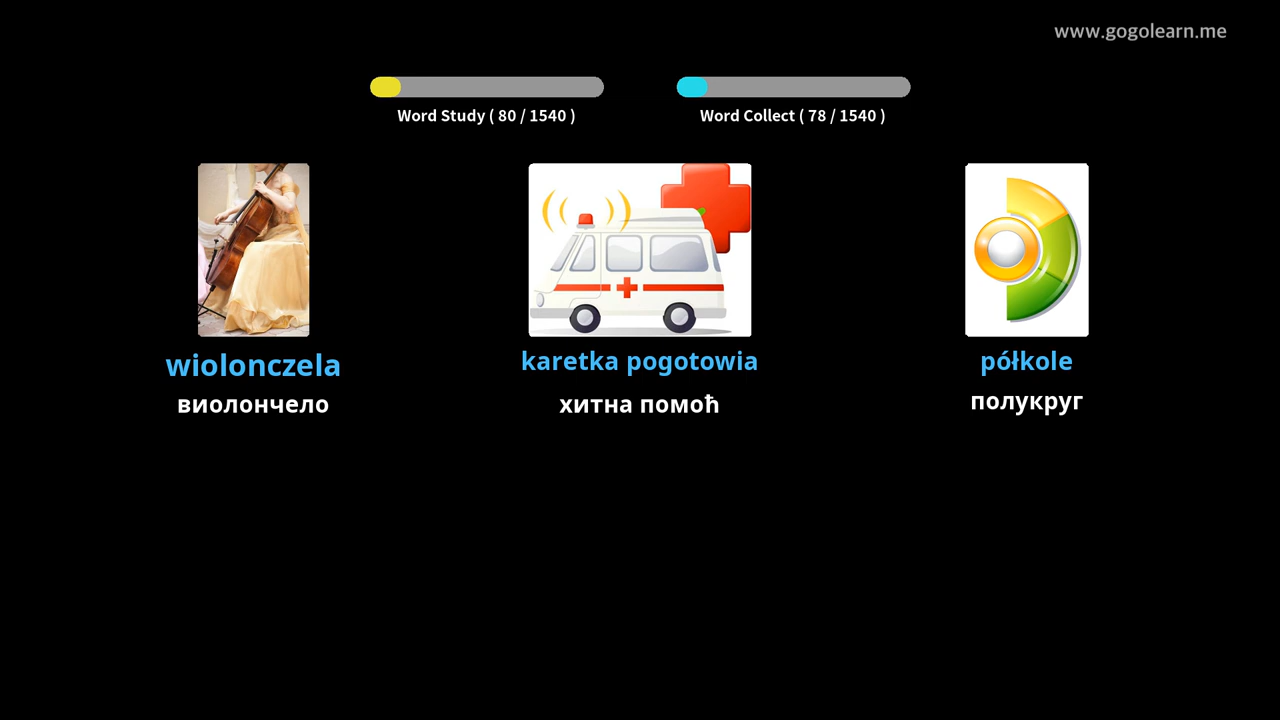 www.gogolearn.me
Word Study ( 80 / 1540 )
Word Collect ( 78 / 1540 )
wiolonczela
karetka pogotowia
półkole
виолончело
хитна помоћ
полукруг